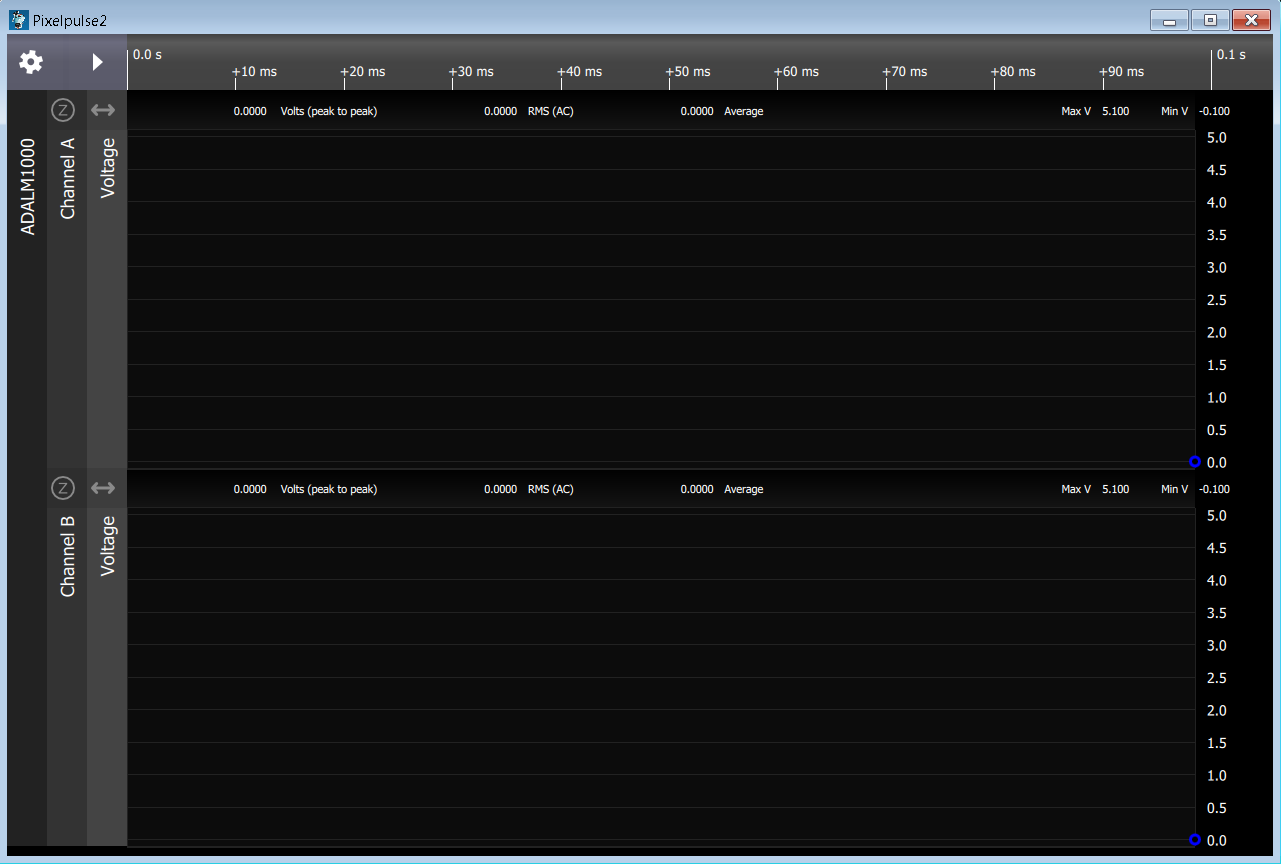 Pixelpulse2
0.0 s
+10 ms
+20 ms
+30 ms
+40 ms
+50 ms
+60 ms
+70 ms
+80 ms
+90 ms
0.1 s
ADALM1000
Z
Channel A
Voltage
0.0000 Volts (peak to peak) 0.0000 RMS (AC) 0.0000 Average Max V 5.100 Min V -0.100
5.0
4.5
4.0
3.5
3.0
2.5
2.0
1.5
1.0
0.5
0.0
Z
Channel B
Voltage
0.0000 Volts (peak to peak) 0.0000 RMS (AC) 0.0000 Average Max V 5.100 Min V -0.100
5.0
4.5
4.0
3.5
3.0
2.5
2.0
1.5
1.0
0.5
0.0